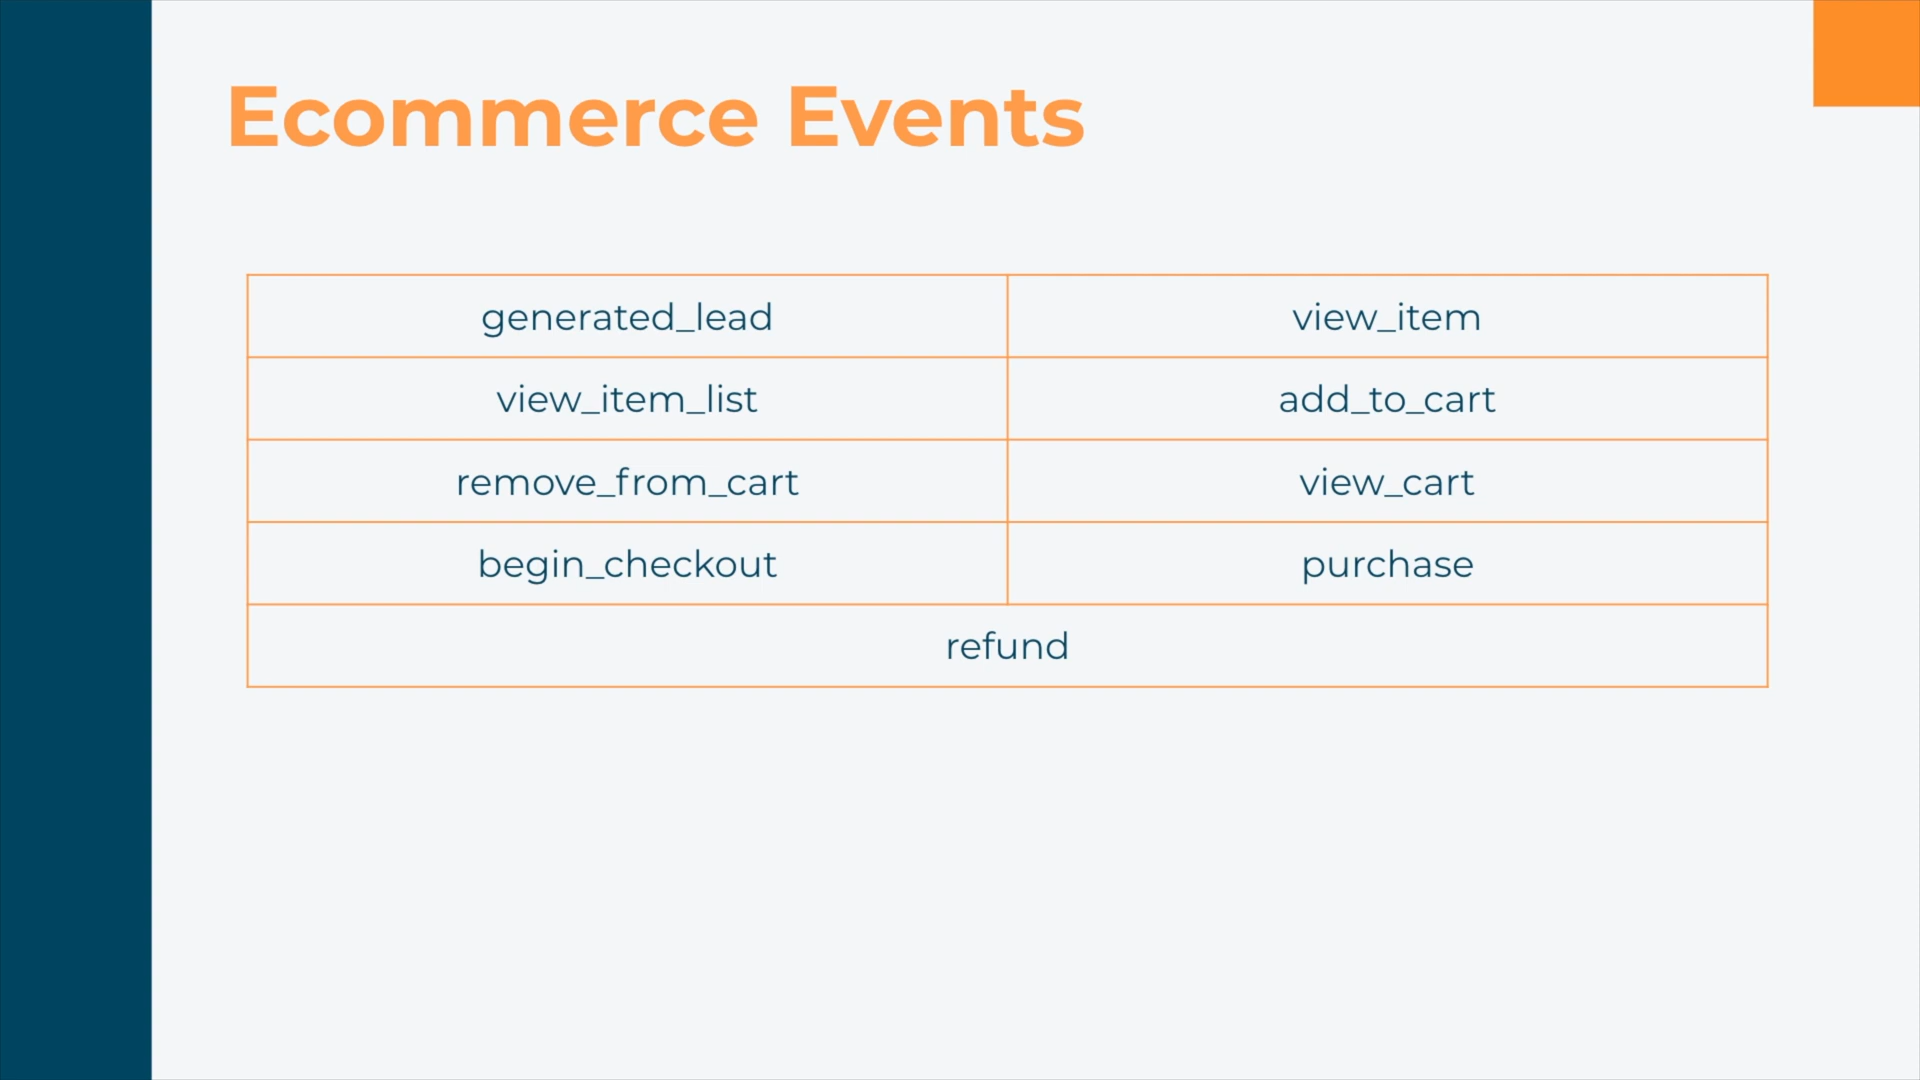 Ecommerce Events
generated_lead view_item
view_item_list add_to_cart
remove_from_cart view_cart
begin_checkout purchase
refund